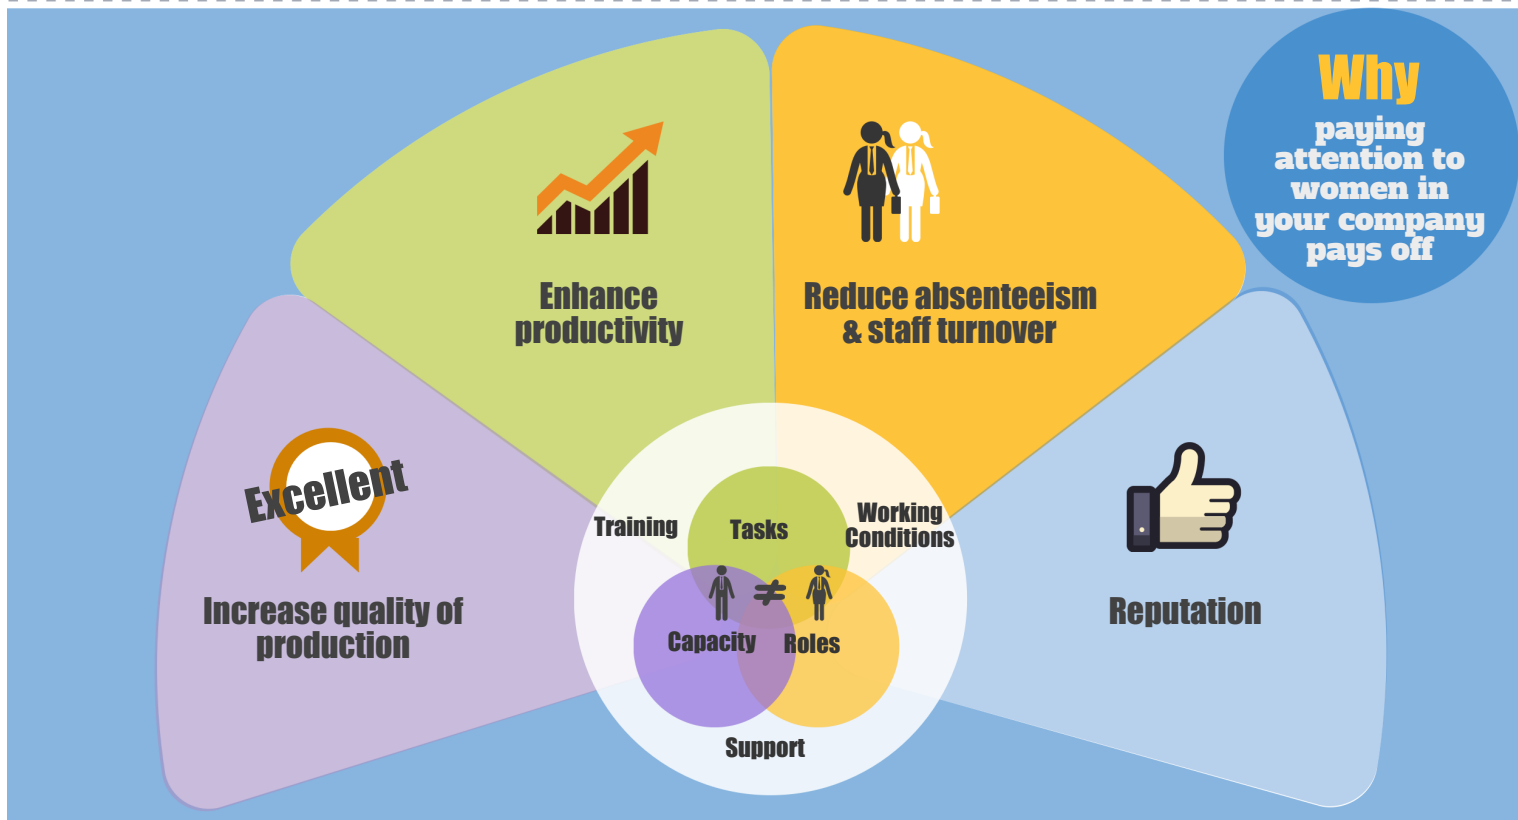 Why
paying
attention to
women in
your company
pays off
Enhance
productivity
Reduce absenteeism
& staff turnover
Excellent
Increase quality of
production
Reputation
Training
Tasks
Working
Conditions
≠
Capacity
Roles
Support